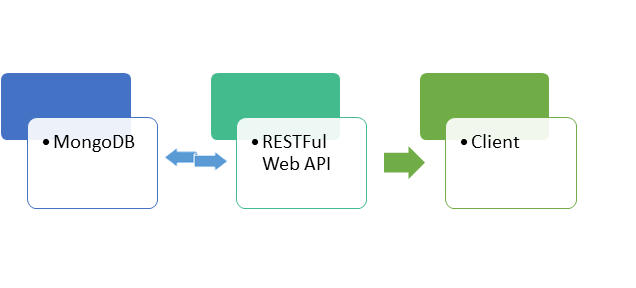 • MongoDB
• RESTFul
Web API
• Client